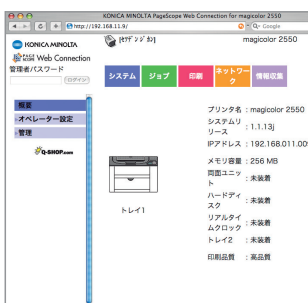 KONICA MINOLTA PageScope Web Connection for magicolor 2550
http://192.168.11.9/
Google
KONICA MINOLTA
magicolor 2550
PAGE SCOPE Web Connection
管理者パスワード
ログイン
システム
ジョブ
印刷
ネットワーク
情報収集
概要
オペレーター設定
管理
Q-SHOP.com
プリンタ名 : magicolor 2550
システムリリース : 1.1.13j
IPアドレス : 192.168.011.009
メモリ容量 : 256 MB
両面ユニット : 未装着
ハードディスク : 未装着
リアルタイムクロック : 未装着
トレイ2 : 未装着
印刷品質 : 高品質
トレイ1